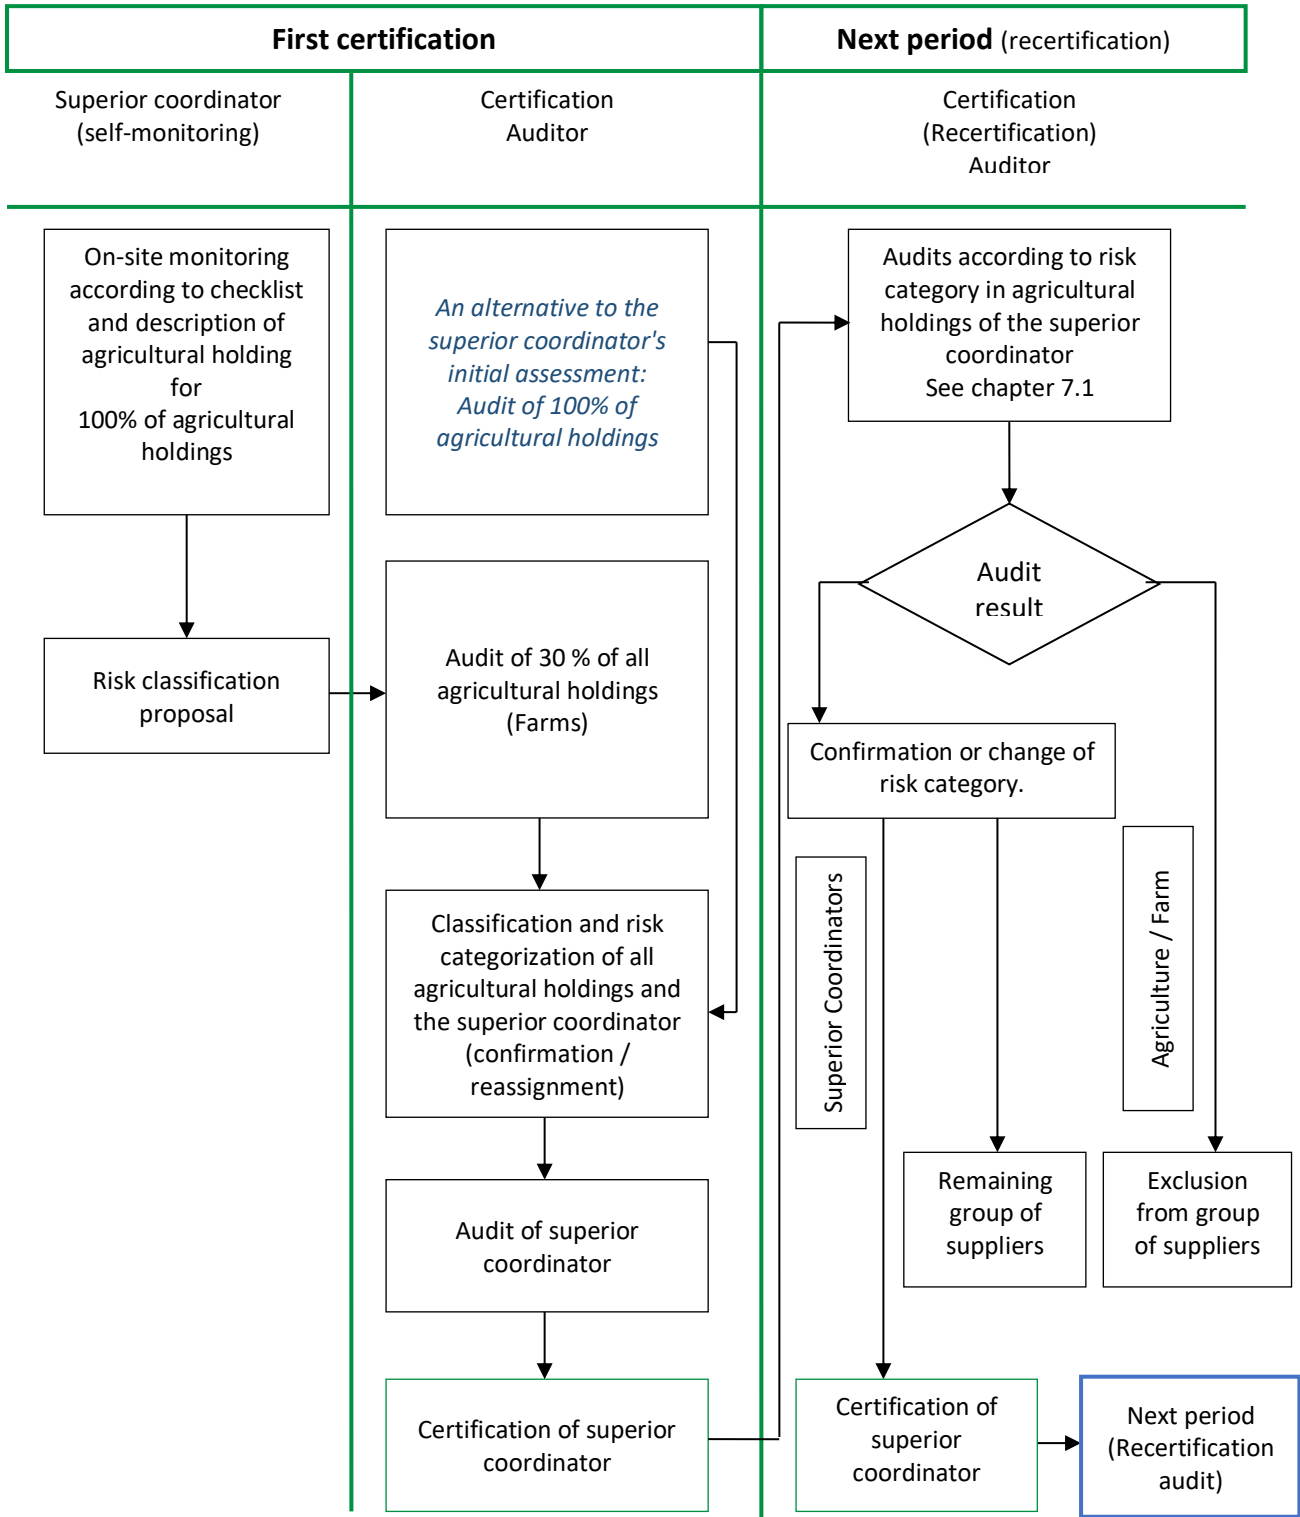 First certification
Next period (recertification)
Superior coordinator
(self-monitoring)
Certification
Auditor
Certification
(Recertification)
Auditor
On-site monitoring
according to checklist
and description of
agricultural holding
for
100% of agricultural
holdings
Risk classification
proposal
An alternative to the
superior coordinator's
initial assessment:
Audit of 100% of
agricultural holdings
Audit of 30 % of all
agricultural holdings
(Farms)
Classification and risk
categorization of all
agricultural holdings and
the superior coordinator
(confirmation /
reassignment)
Audit of superior
coordinator
Certification of superior
coordinator
Audits according to risk
category in agricultural
holdings of the superior
coordinator
See chapter 7.1
Audit
result
Confirmation or change of
risk category.
Superior Coordinators
Agriculture / Farm
Remaining
group of
suppliers
Exclusion
from group
of suppliers
Certification of
superior
coordinator
Next period
(Recertification
audit)